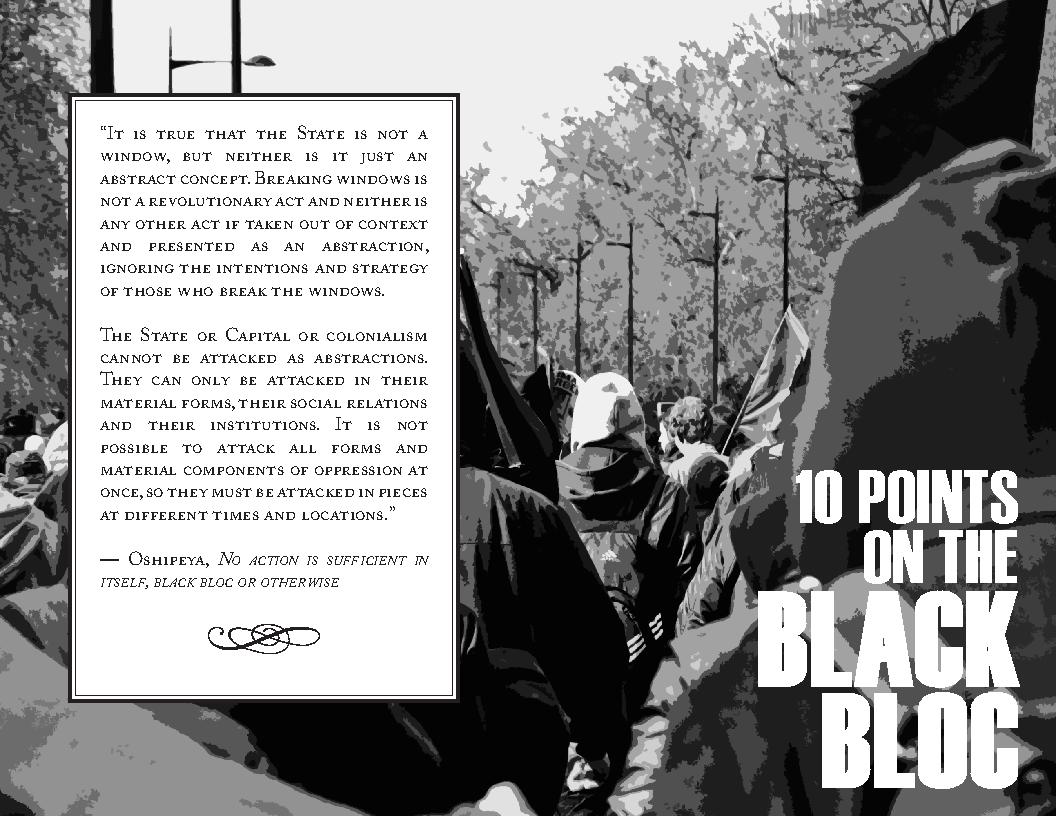 “It is true that the State is not a
window, but neither is it just an
abstract concept. Breaking windows is
not a revolutionary act and neither is
any other act if taken out of context
and presented as an abstraction,
ignoring the intentions and strategy
of those who break the windows.
The State or Capital or colonialism
cannot be attacked as abstractions.
They can only be attacked in their
material forms, their social relations
and their institutions. It is not
possible to attack all forms and
material components of oppression at
once, so they must be attacked in pieces
at different times and locations.”
— Oshipeya, No action is sufficient in
itself, black bloc or otherwise
10 POINTS
ON THE
BLACK
BLOC